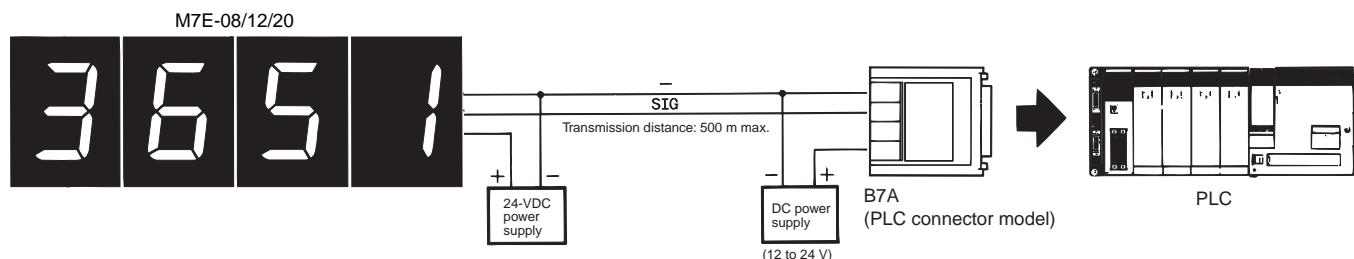 M7E-08/12/20
3651
−
SIG
Transmission distance: 500 m max.
+ −
24-VDC
power
supply
− +
DC power
supply
(12 to 24 V)
B7A
(PLC connector model)
PLC